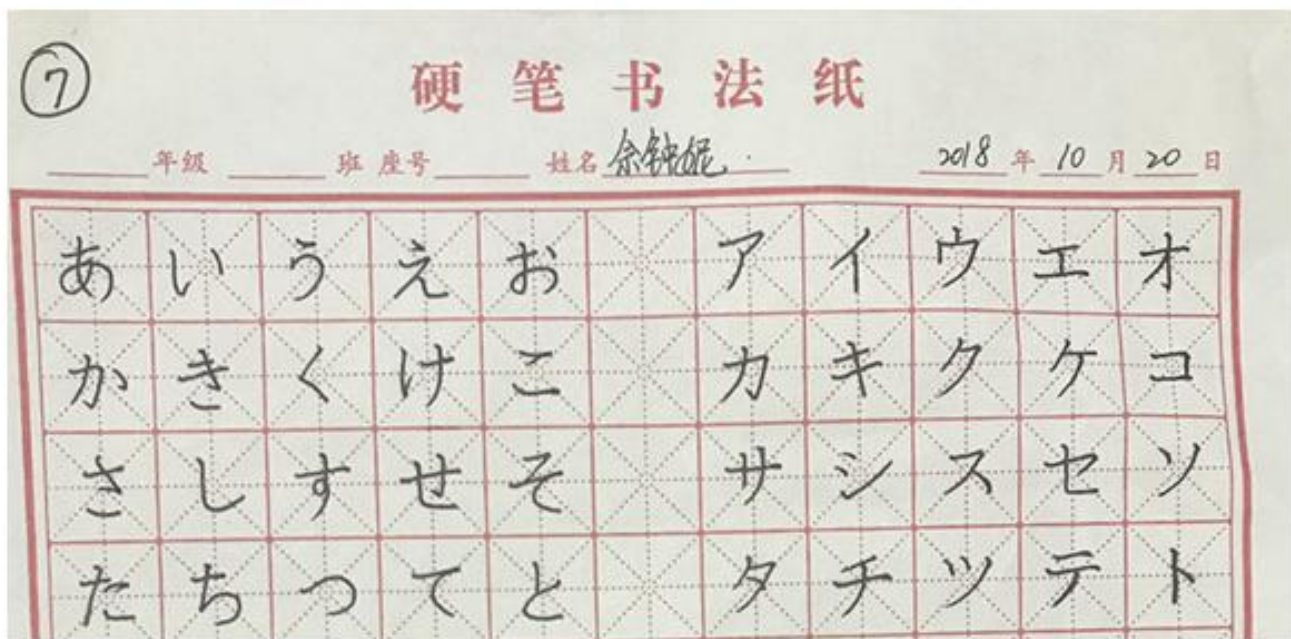 ⑦
硬笔书法纸
年级 班 座号 姓名 2018 年 10 月 20 日
あ い う え お ア イ ウ エ オ
か き く け こ カ キ ク ケ コ
さ し す せ そ サ シ ス セ ソ
た ち つ て と タ チ ツ テ ト